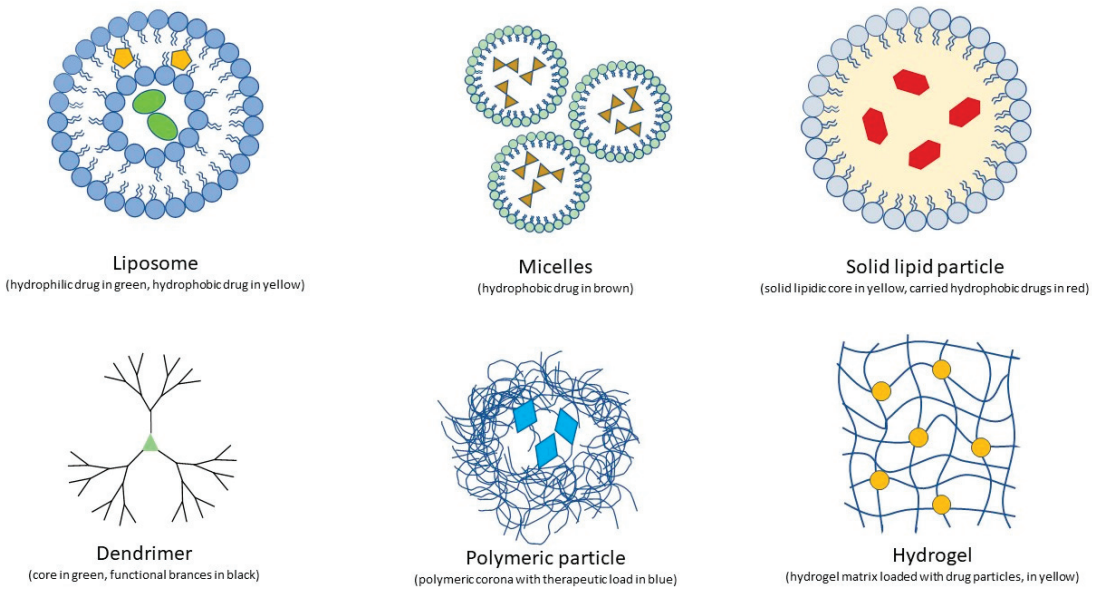 Liposome
(hydrophilic drug in green, hydrophobic drug in yellow)
Micelles
(hydrophobic drug in brown)
Solid lipid particle
(solid lipidic core in yellow, carried hydrophobic drugs in red)
Dendrimer
(core in green, functional brances in black)
Polymeric particle
(polymeric corona with therapeutic load in blue)
Hydrogel
(hydrogel matrix loaded with drug particles, in yellow)